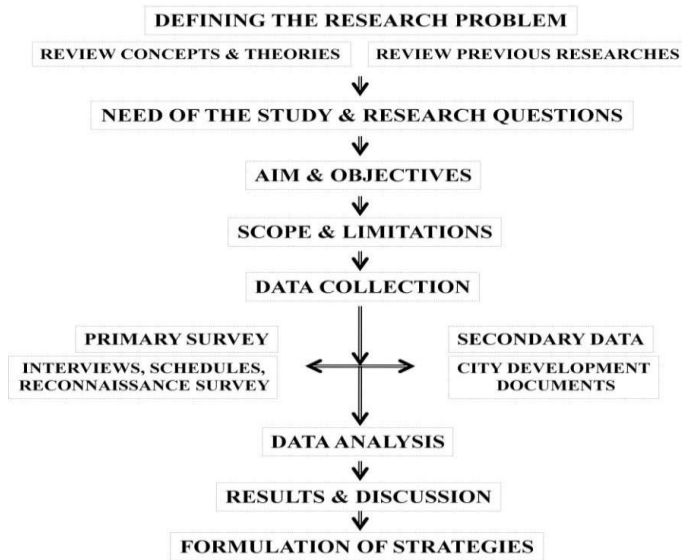 DEFINING THE RESEARCH PROBLEM
REVIEW CONCEPTS & THEORIES
REVIEW PREVIOUS RESEARCHES
NEED OF THE STUDY & RESEARCH QUESTIONS
AIM & OBJECTIVES
SCOPE & LIMITATIONS
DATA COLLECTION
PRIMARY SURVEY
INTERVIEWS, SCHEDULES,
RECONNAISSANCE SURVEY
SECONDARY DATA
CITY DEVELOPMENT
DOCUMENTS
DATA ANALYSIS
RESULTS & DISCUSSION
FORMULATION OF STRATEGIES